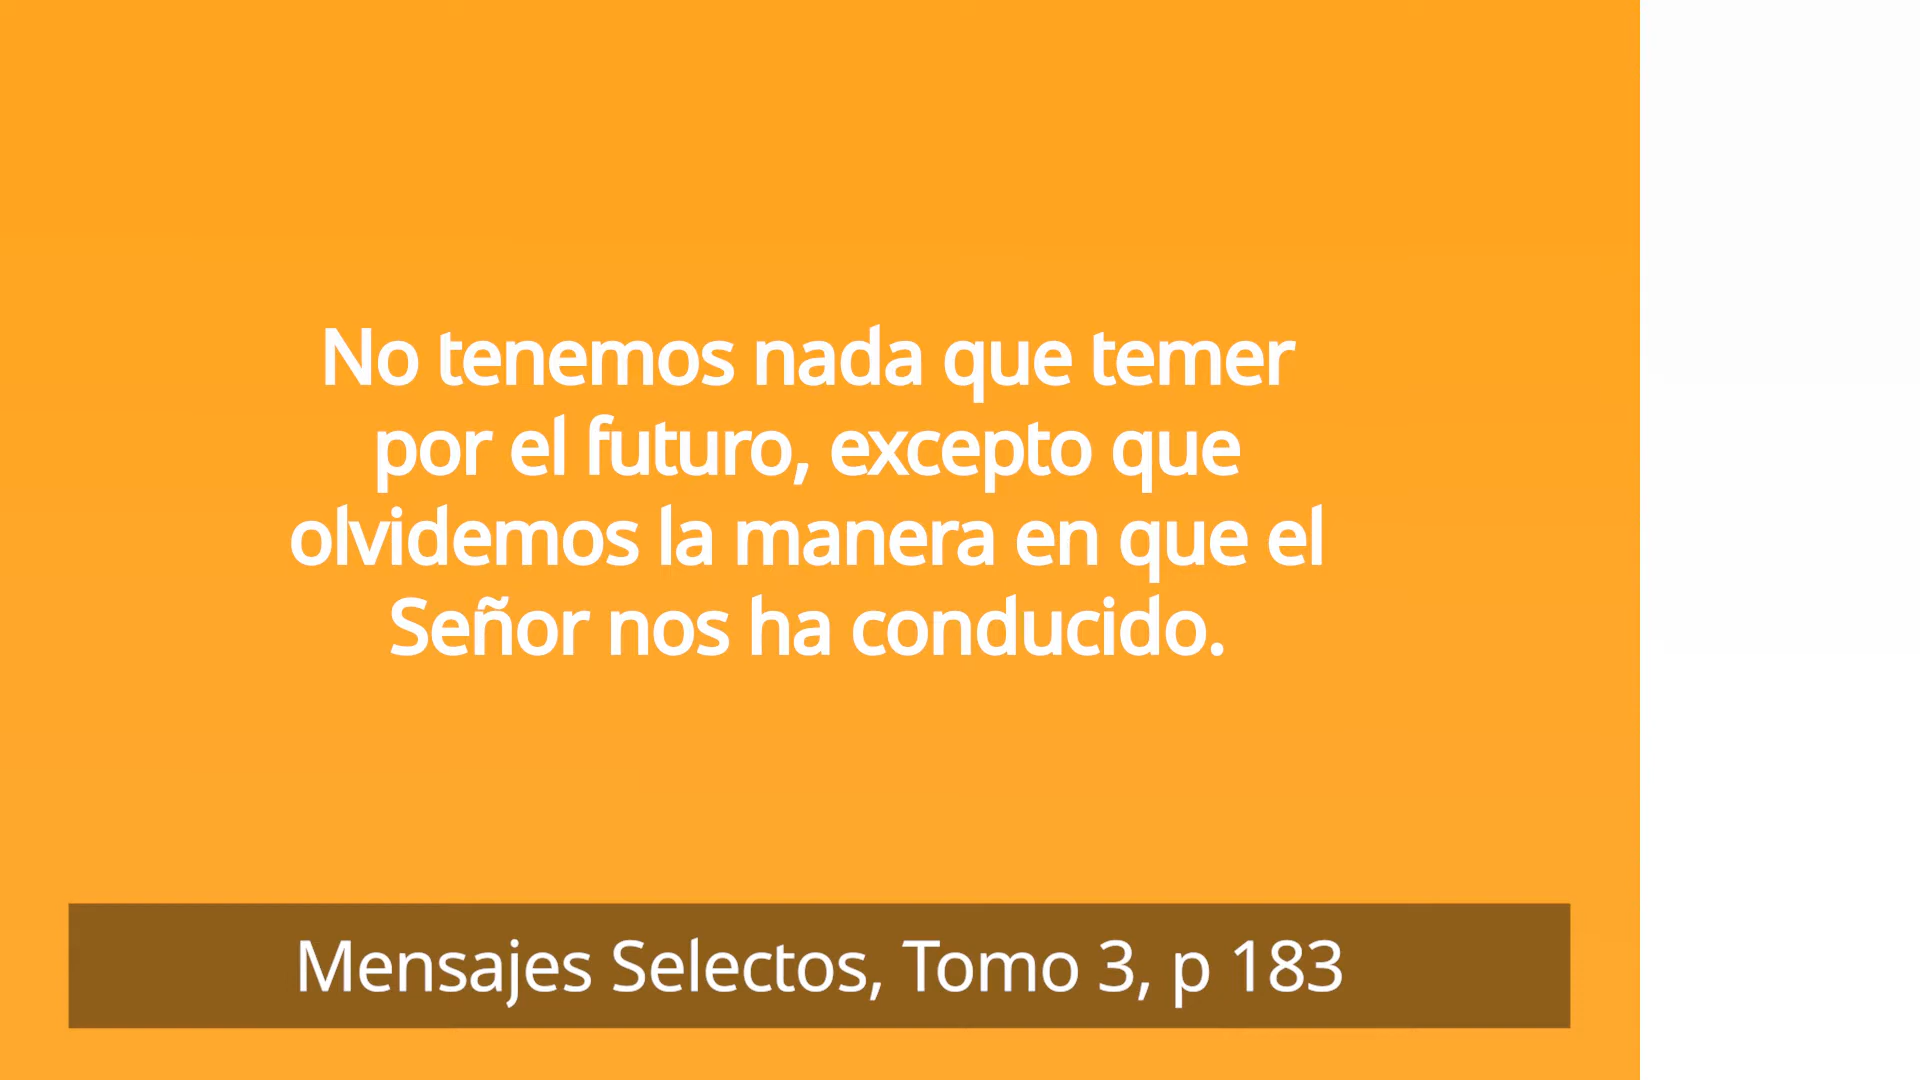 No tenemos nada que temer
por el futuro, excepto que
olvidemos la manera en que el
Señor nos ha conducido.
Mensajes Selectos, Tomo 3, p 183